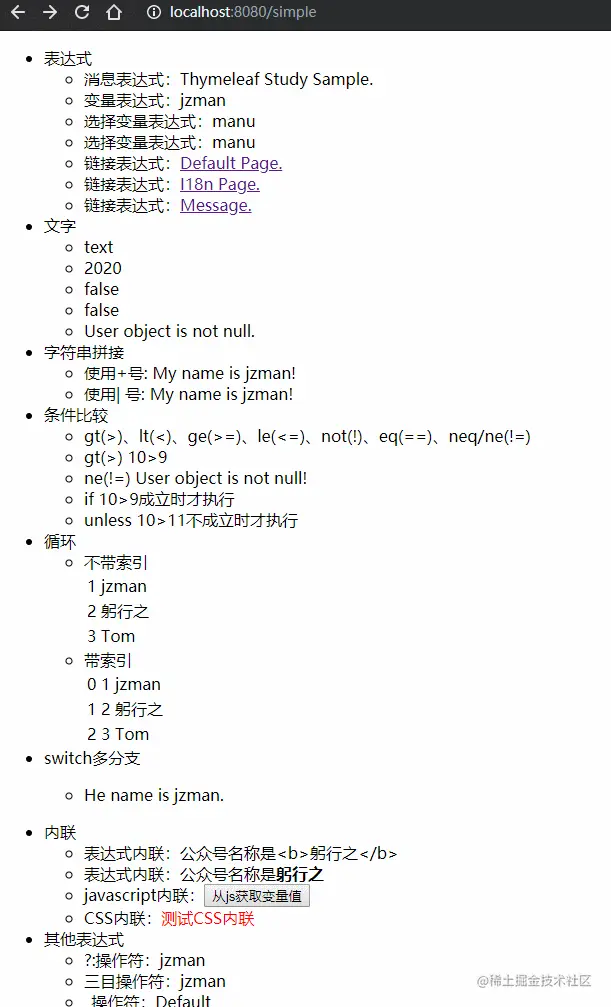 localhost:8080/simple
表达式
消息表达式：Thymeleaf Study Sample.
变量表达式：jzman
选择变量表达式：manu
选择变量表达式：manu
链接表达式：Default Page.
链接表达式：I18n Page.
链接表达式：Message.
文字
text
2020
false
false
User object is not null.
字符串拼接
使用+号: My name is jzman!
使用| 号: My name is jzman!
条件比较
gt(>)、lt(<)、ge(>=)、le(<=)、not(!)、eq(==)、neq/ne(!=)
gt(>) 10>9
ne(!=) User object is not null!
if 10>9成立时才执行
unless 10>11不成立时才执行
循环
不带索引
1 jzman
2 躬行之
3 Tom
带索引
0 1 jzman
1 2 躬行之
2 3 Tom
switch多分支
He name is jzman.
内联
表达式内联：公众号名称是<b>躬行之</b>
表达式内联：公众号名称是躬行之
javascript内联：从js获取变量值
CSS内联：测试CSS内联
其他表达式
?:操作符：jzman
三目操作符：jzman
_操作符：Default
@稀土掘金技术社区